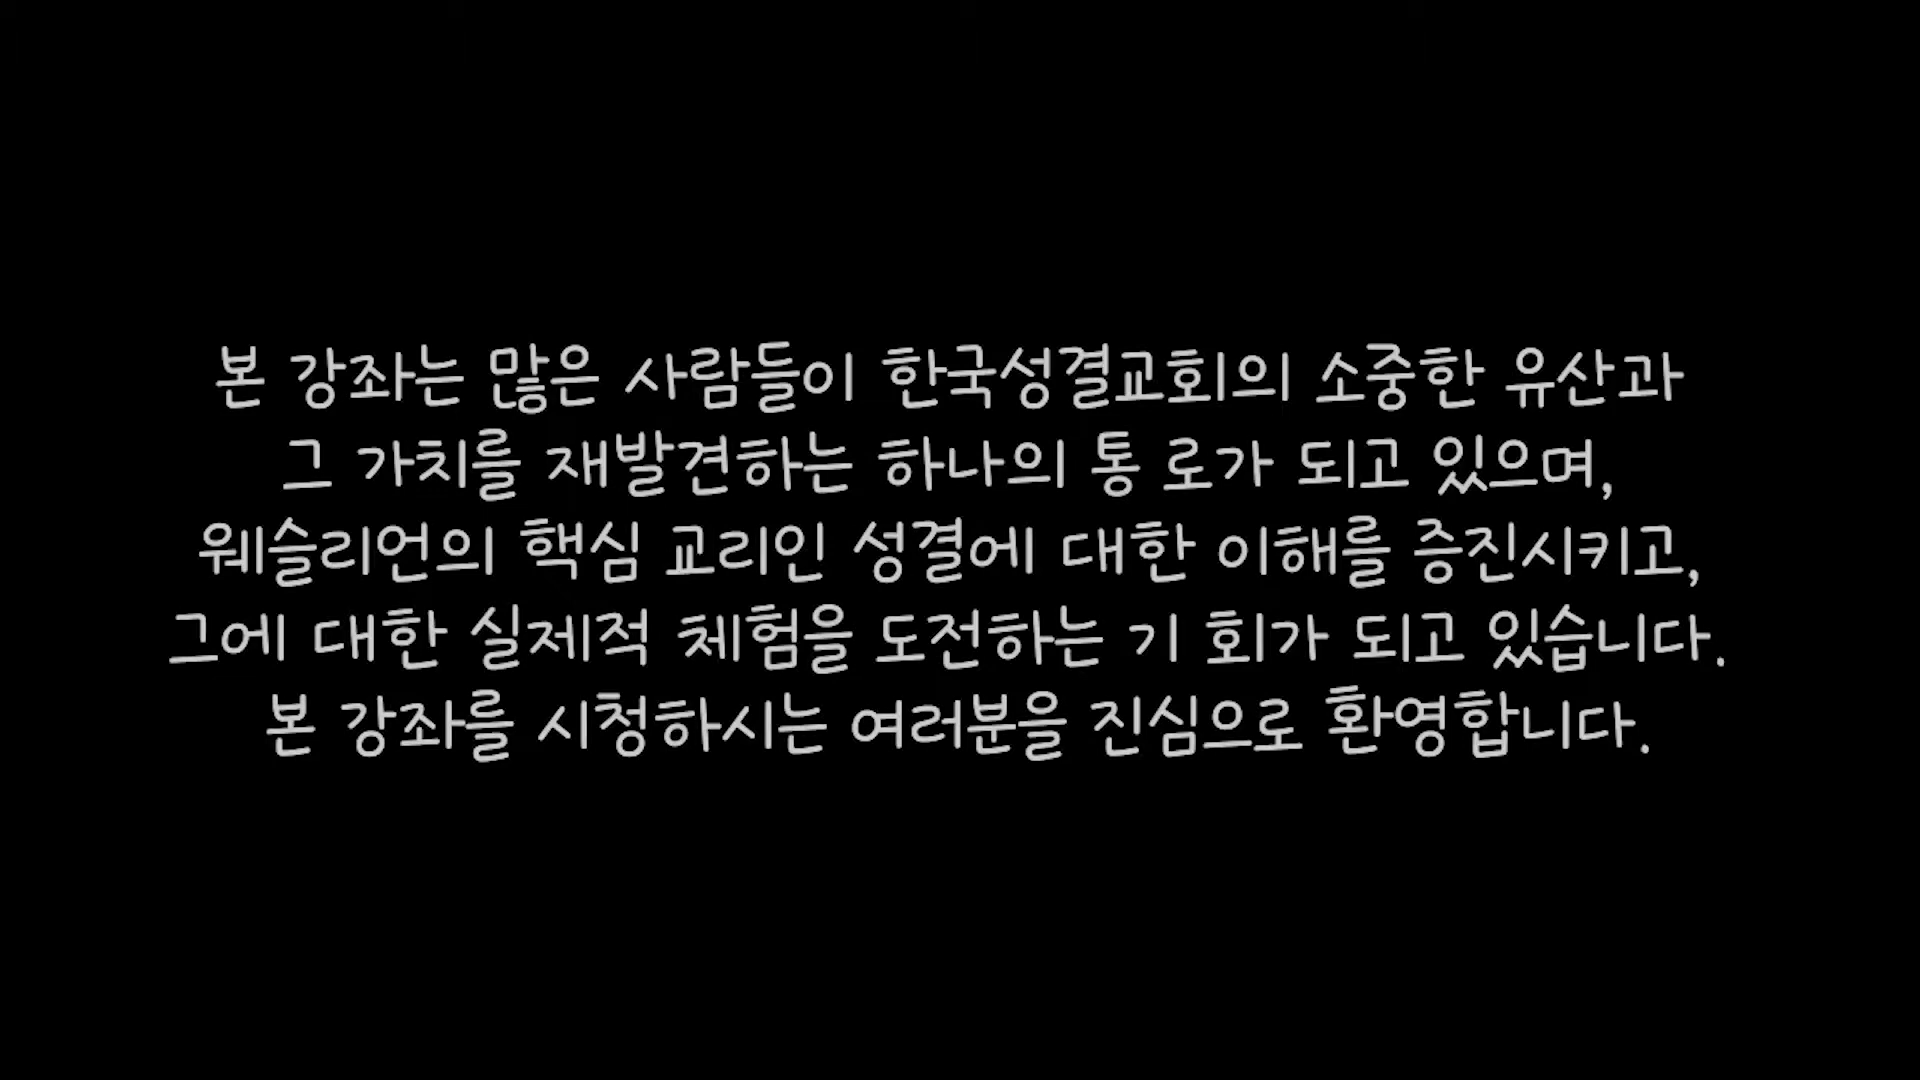 본 강좌는 많은 사람들이 한국성결교회의 소중한 유산과
그 가치를 재발견하는 하나의 통 로가 되고 있으며,
웨슬리언의 핵심 교리인 성결에 대한 이해를 증진시키고,
그에 대한 실제적 체험을 도전하는 기 회가 되고 있습니다.
본 강좌를 시청하시는 여러분을 진심으로 환영합니다.